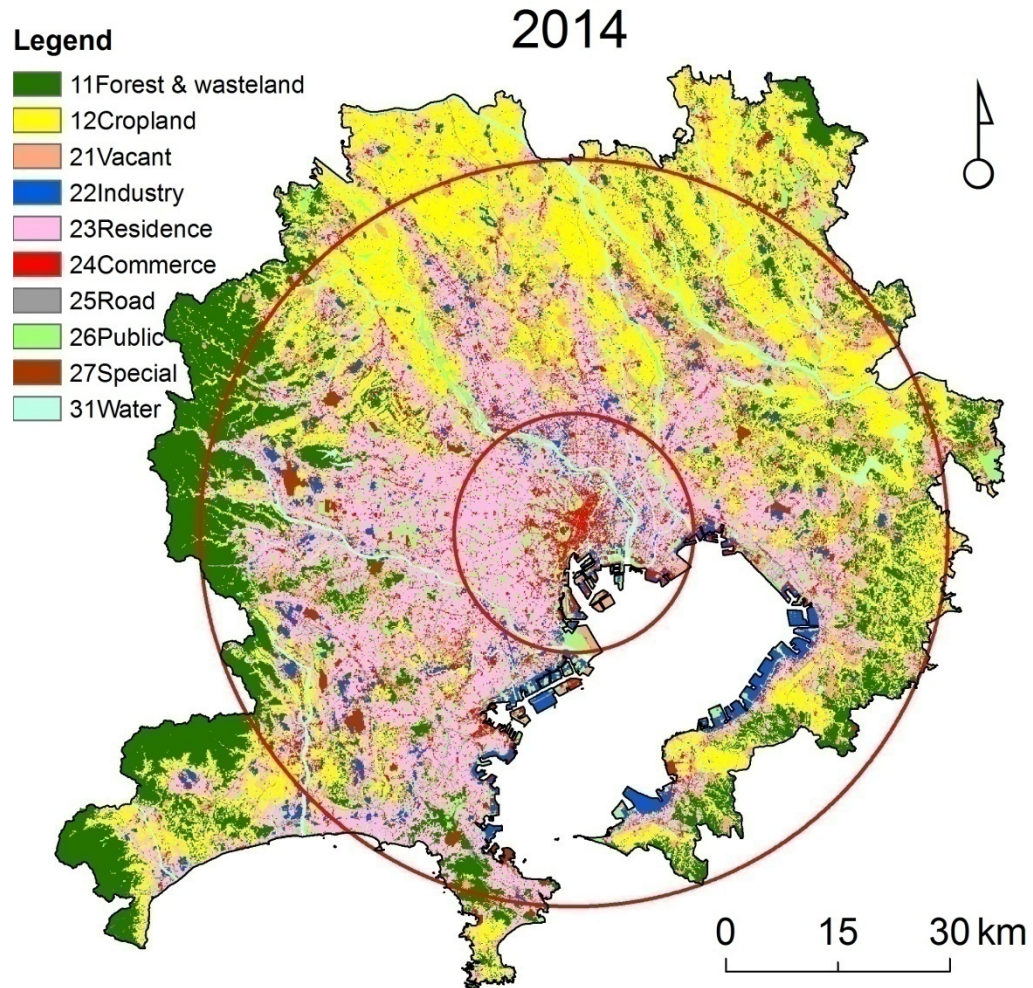 2014
Legend
11Forest & wasteland
12Cropland
21Vacant
22Industry
23Residence
24Commerce
25Road
26Public
27Special
31Water
0 15 30 km